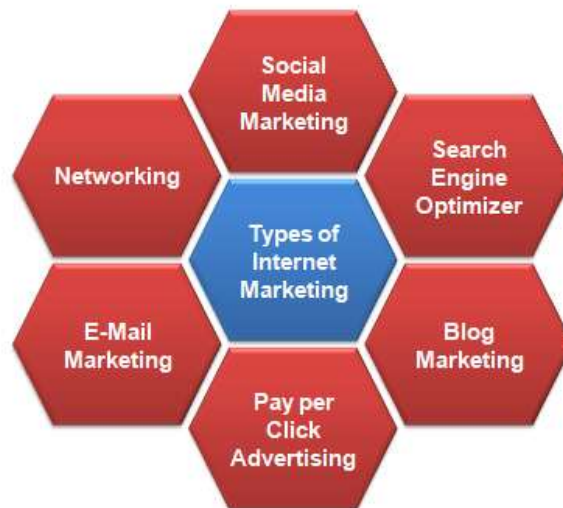 Social
Media
Marketing
Networking
Search
Engine
Optimizer
Types of
Internet
Marketing
E-Mail
Marketing
Blog
Marketing
Pay per
Click
Advertising